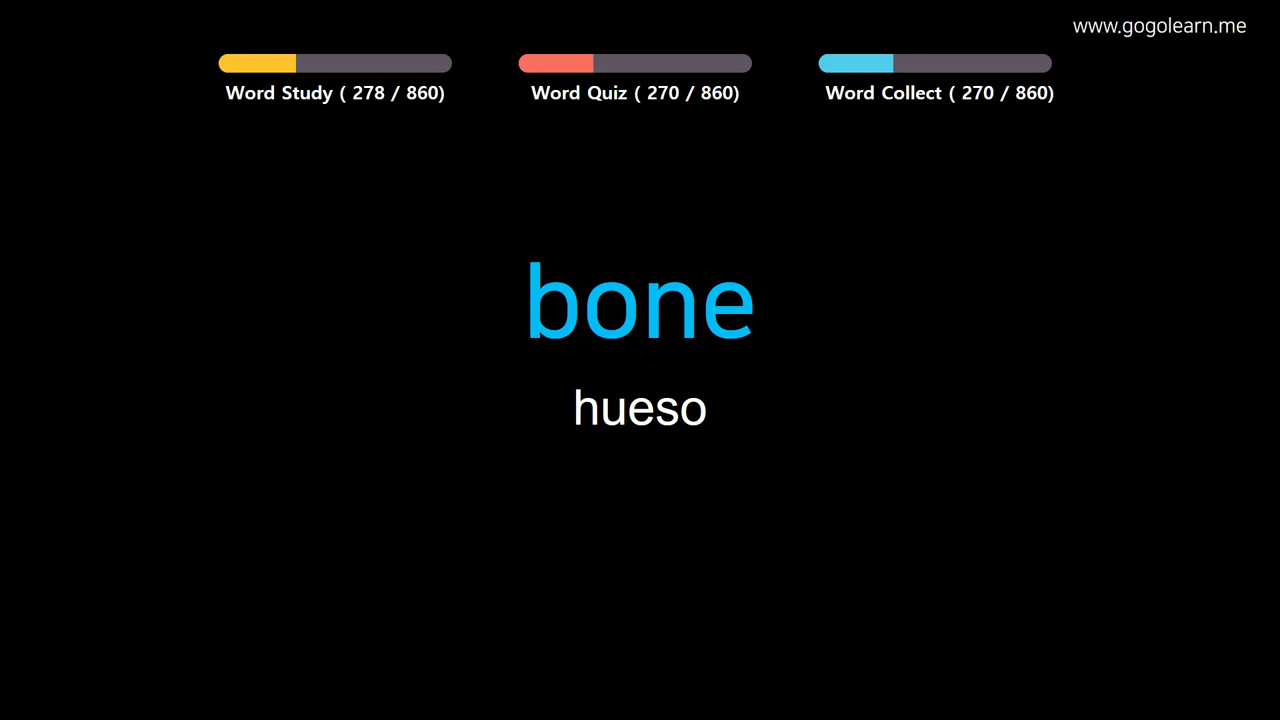 www.gogolearn.me
Word Study ( 278 / 860)
Word Quiz ( 270 / 860)
Word Collect ( 270 / 860)
bone
hueso